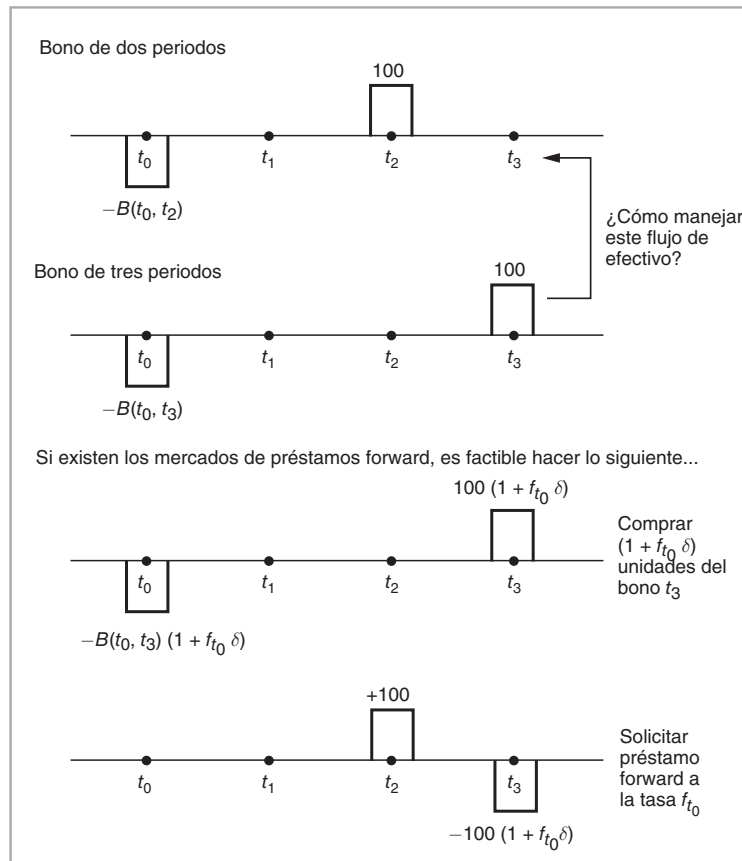 Bono de dos periodos
100
t0 t1 t2 t3
−B(t0, t2)
¿Cómo manejar
este flujo de
efectivo?
Bono de tres periodos
100
t0 t1 t2 t3
−B(t0, t3)
Si existen los mercados de préstamos forward, es factible hacer lo siguiente...
100 (1 + ft0 δ)
Comprar
(1 + ft0 δ)
unidades del
bono t3
t0 t1 t2 t3
−B(t0, t3) (1 + ft0 δ)
+100
Solicitar
préstamo
forward a
la tasa ft0
t0 t1 t2 t3
−100 (1 + ft0δ)